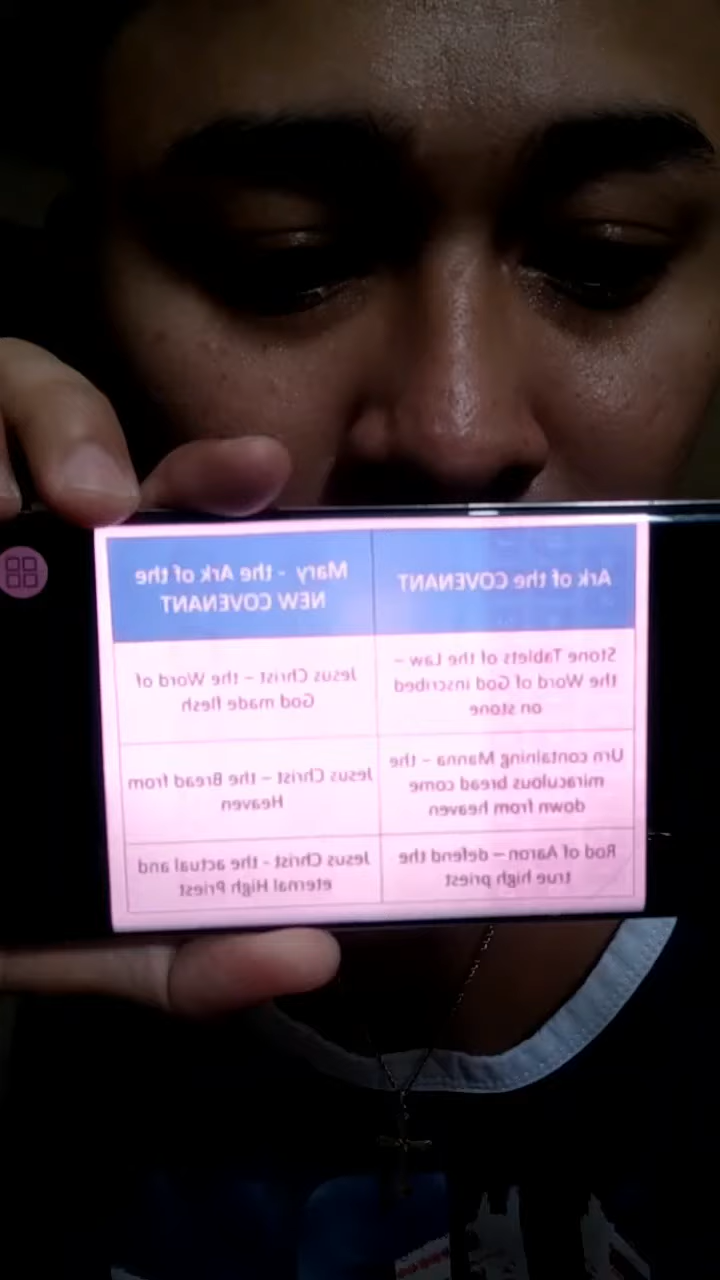 Ark of the COVENANT
Mary - the Ark of the
NEW COVENANT
Stone Tablets of the Law –
the Word of God inscribed
on stone
Jesus Christ – the Word of
God made flesh
Urn containing Manna – the
miraculous bread come
down from heaven
Jesus Christ – the Bread from
Heaven
Rod of Aaron – defend the
true high priest
Jesus Christ - the actual and
eternal High Priest